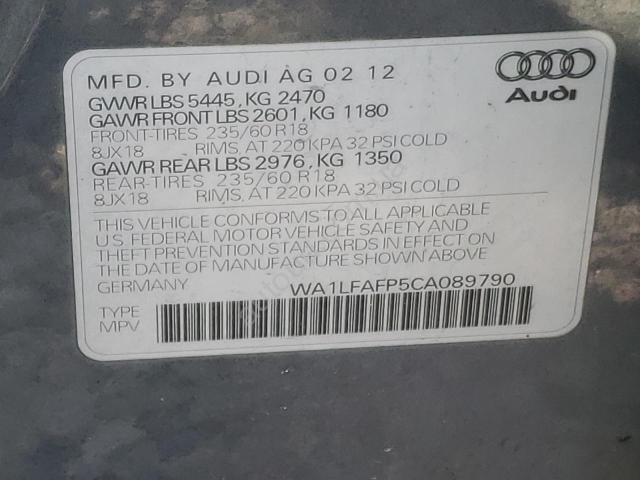 MFD. BY AUDI AG 02 12
GVWR LBS 5445, KG 2470
GAWR FRONT LBS 2601, KG 1180
FRONT-TIRES 235/60 R18
8JX18 RIMS, AT 220 KPA 32 PSI COLD
GAWR REAR LBS 2976, KG 1350
REAR-TIRES 235/60 R18
8JX18 RIMS, AT 220 KPA 32 PSI COLD
THIS VEHICLE CONFORMS TO ALL APPLICABLE
U.S. FEDERAL MOTOR VEHICLE SAFETY AND
THEFT PREVENTION STANDARDS IN EFFECT ON
THE DATE OF MANUFACTURE SHOWN ABOVE
GERMANY WA1LFAFP5CA089790
TYPE
MPV
Audi